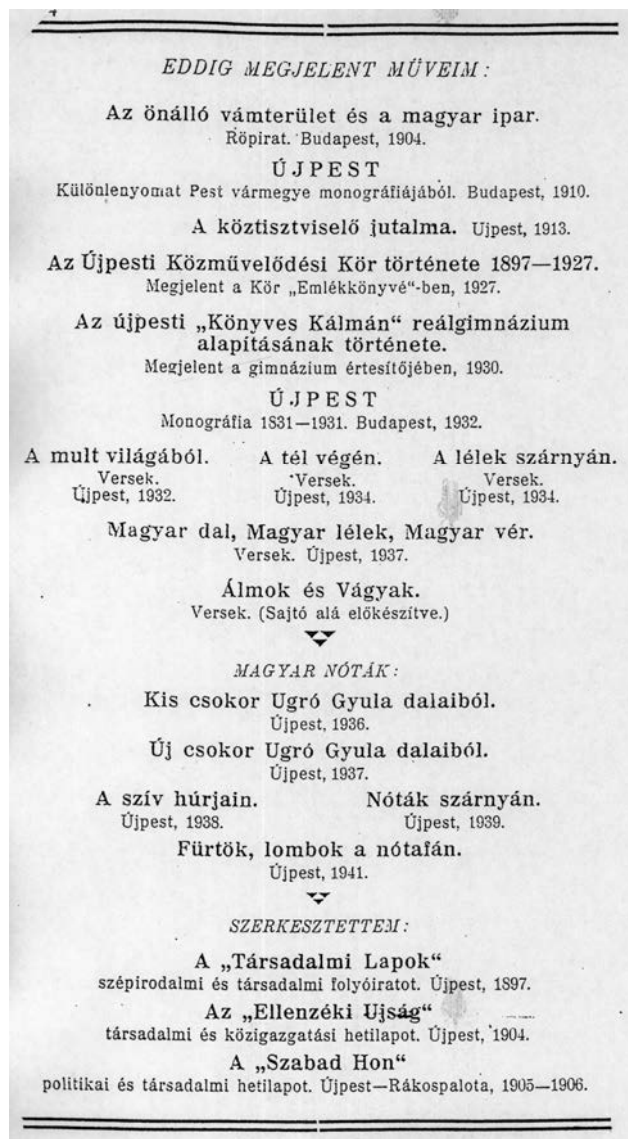 EDDIG MEGJELENT MŰVEIM:
Az önálló vámterület és a magyar ipar.
Röpirat. Budapest, 1904.
ÚJPEST
Különlenyomat Pest vármegye monográfiájából. Budapest, 1910.
A köztisztviselő jutalma. Ujpest, 1913.
Az Újpesti Közművelődési Kör története 1897—1927.
Megjelent a Kör „Emlékkönyvé“-ben, 1927.
Az újpesti „Könyves Kálmán“ reálgimnázium
alapításának története.
Megjelent a gimnázium értesítőjében, 1930.
ÚJPEST
Monográfia 1831—1931. Budapest, 1932.
A mult világából.
Versek.
Újpest, 1932.
A tél végén.
Versek.
Újpest, 1934.
A lélek szárnyán.
Versek.
Újpest, 1934.
Magyar dal, Magyar lélek, Magyar vér.
Versek. Újpest, 1937.
Álmok és Vágyak.
Versek. (Sajtó alá előkészítve.)
MAGYAR NÓTÁK:
Kis csokor Ugró Gyula dalaiból.
Újpest, 1936.
Új csokor Ugró Gyula dalaiból.
Újpest, 1937.
A szív húrjain.
Újpest, 1938.
Nóták szárnyán.
Újpest, 1939.
Fürtök, lombok a nótafán.
Újpest, 1941.
SZERKESZTETTEM:
A „Társadalmi Lapok“
szépirodalmi és társadalmi folyóiratot. Újpest, 1897.
Az „Ellenzéki Ujság“
társadalmi és közigazgatási hetilapot. Újpest, 1904.
A „Szabad Hon“
politikai és társadalmi hetilapot. Újpest—Rákospalota, 1905—1906.